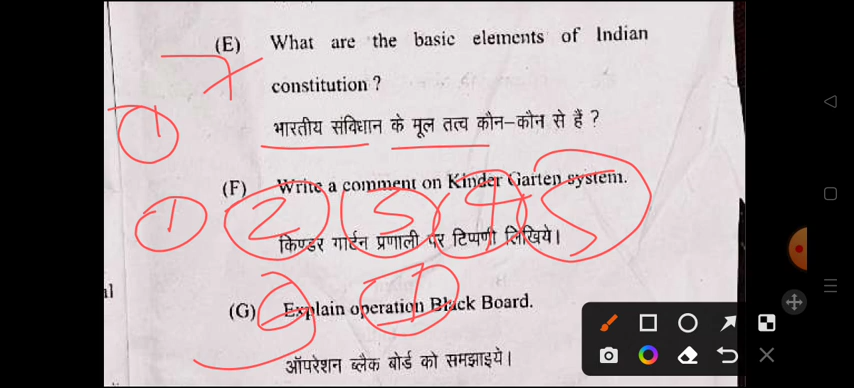 (E) What are the basic elements of Indian
constitution ?
भारतीय संविधान के मूल तत्व कौन-कौन से हैं ?
(F) Write a comment on Kinder Garten system.
किण्डर गार्टन प्रणाली पर टिप्पणी लिखिये।
(G) Explain operation Black Board.
ऑपरेशन ब्लैक बोर्ड को समझाइये।